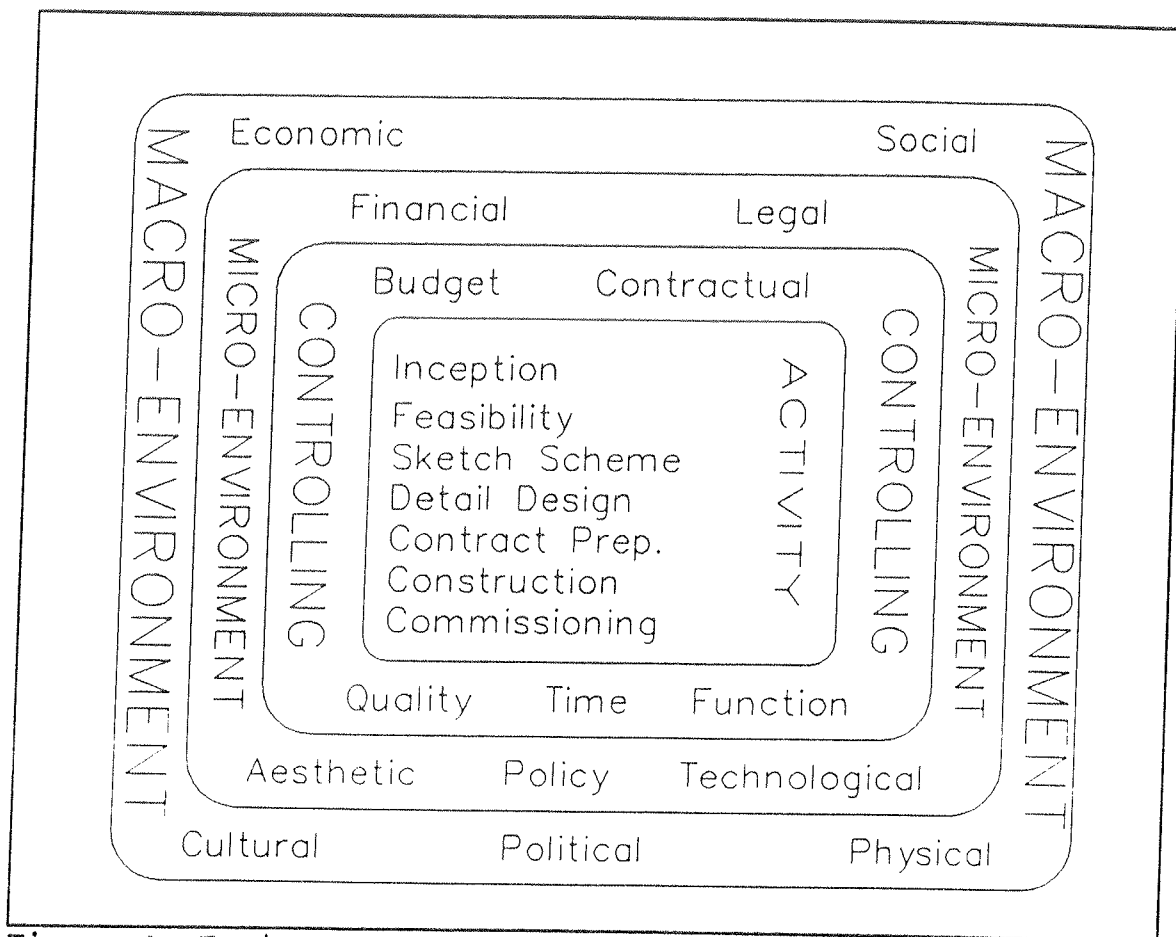 Economic Social
MACRO-ENVIRONMENT
MACRO-ENVIRONMENT
Financial Legal
MICRO-ENVIRONMENT
MICRO-ENVIRONMENT
Budget Contractual
CONTROLLING
CONTROLLING
Inception
Feasibility
Sketch Scheme
Detail Design
Contract Prep.
Construction
Commissioning
ACTIVITY
Quality Time Function
Aesthetic Policy Technological
Cultural Political Physical